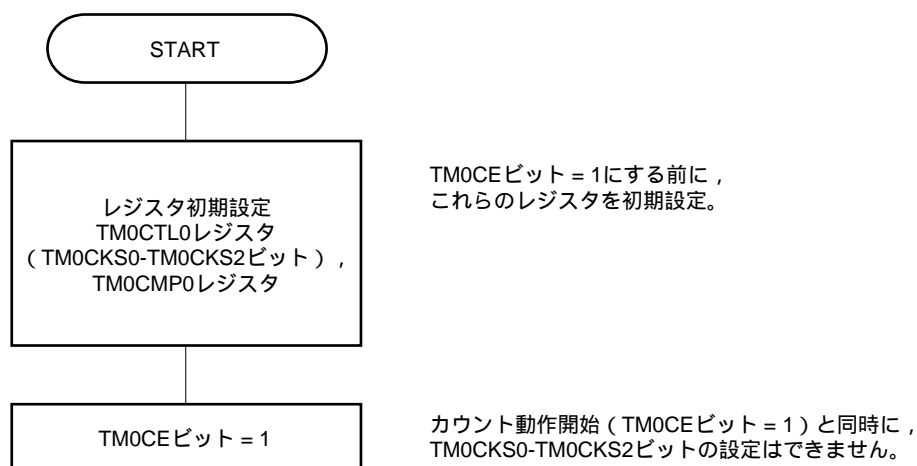 START
レジスタ初期設定
TM0CTL0レジスタ
（TM0CKS0-TM0CKS2ビット），
TM0CMP0レジスタ
TM0CEビット = 1にする前に，
これらのレジスタを初期設定。
TM0CEビット = 1
カウント動作開始（TM0CEビット = 1）と同時に，
TM0CKS0-TM0CKS2ビットの設定はできません。